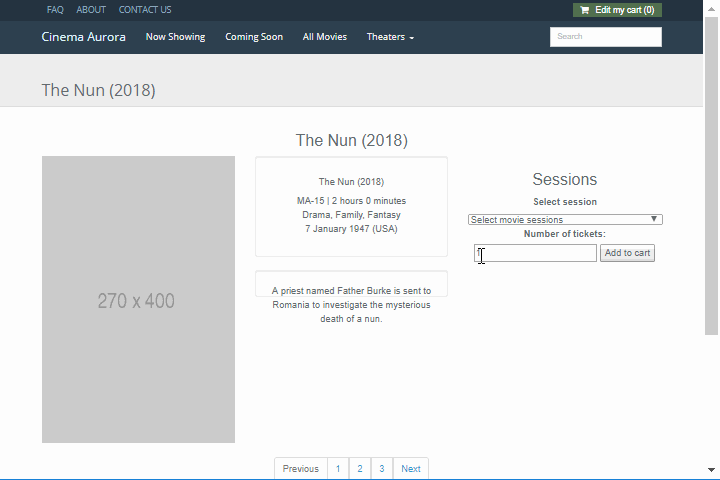 FAQ ABOUT CONTACT US
Edit my cart (0)
Cinema Aurora Now Showing Coming Soon All Movies Theaters
Search
The Nun (2018)
The Nun (2018)
270 x 400
The Nun (2018)
MA-15 | 2 hours 0 minutes
Drama, Family, Fantasy
7 January 1947 (USA)
A priest named Father Burke is sent to
Romania to investigate the mysterious
death of a nun.
Sessions
Select session
Select movie sessions
Number of tickets:
Add to cart
Previous 1 2 3 Next